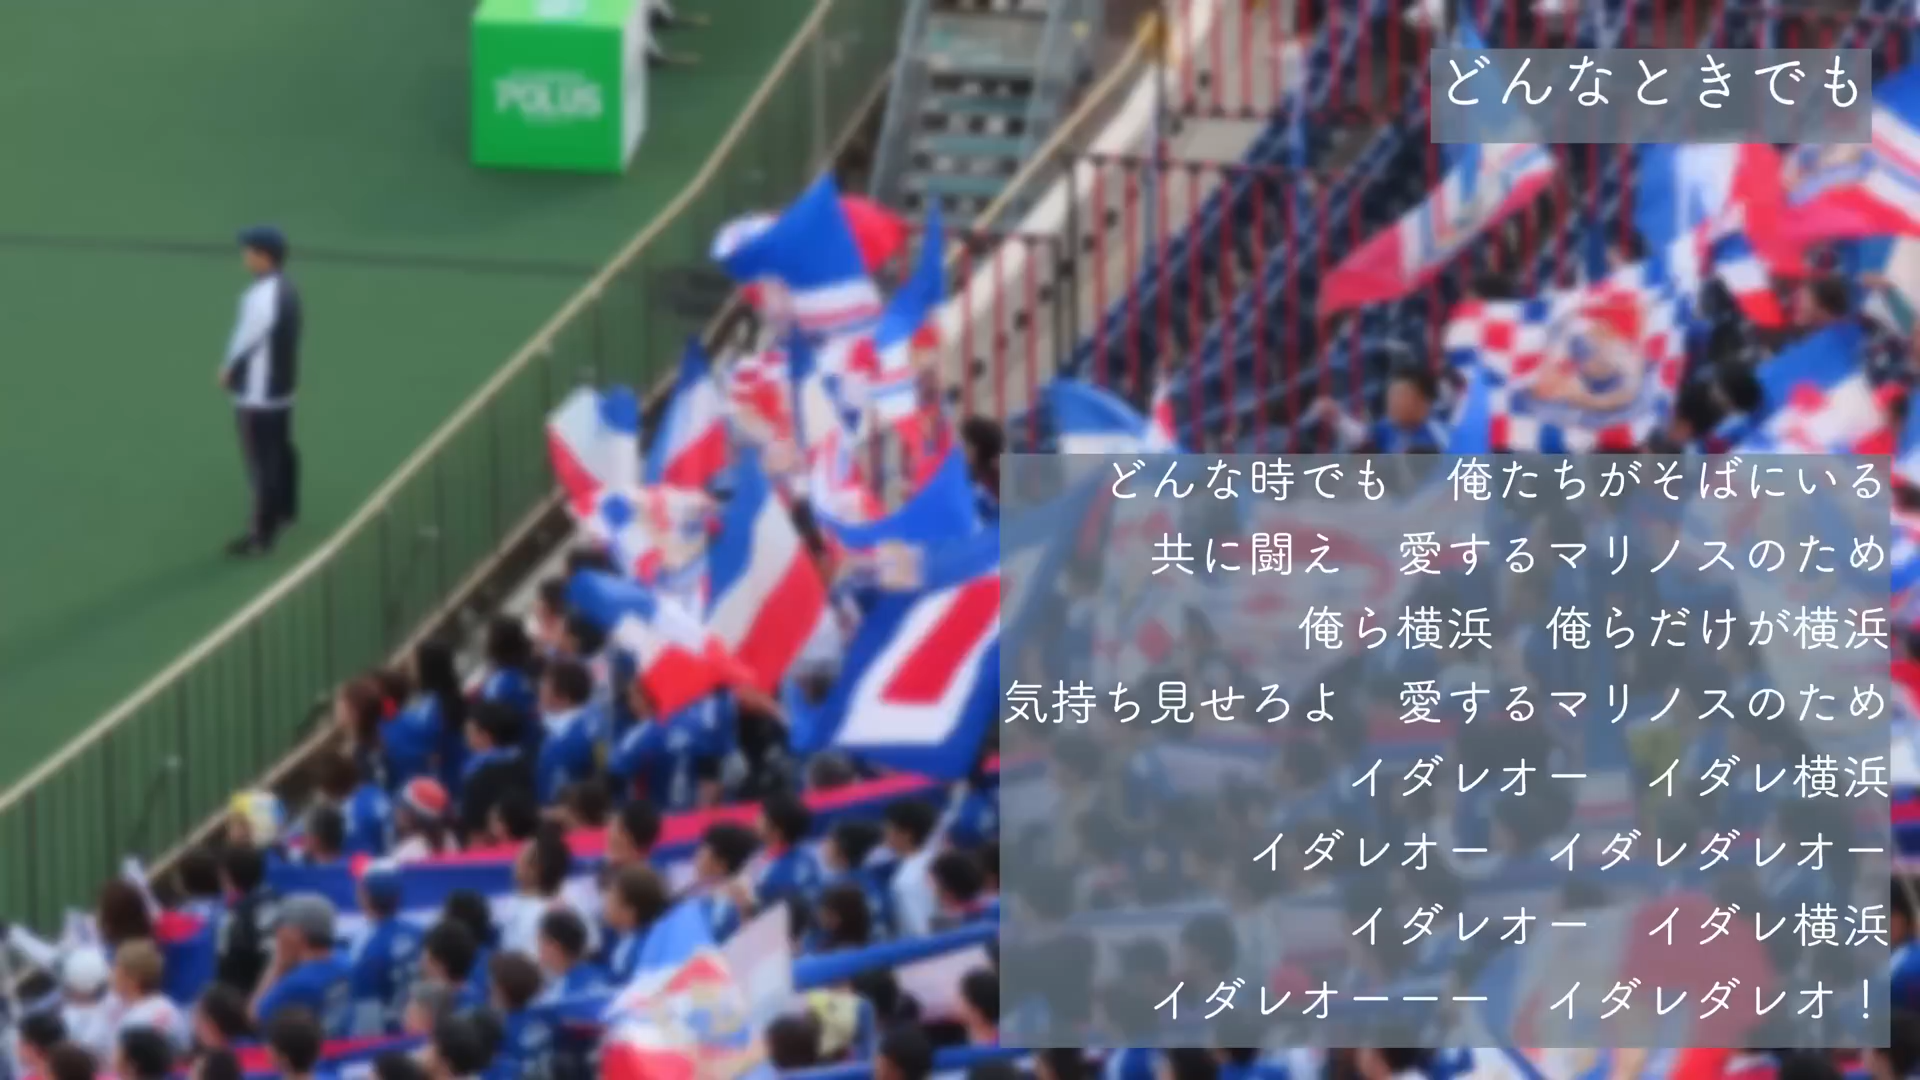 POLUS
どんなときでも
どんな時でも　俺たちがそばにいる
共に闘え　愛するマリノスのため
俺ら横浜　俺らだけが横浜
気持ち見せろよ　愛するマリノスのため
イダレオー　イダレ横浜
イダレオー　イダレダレオー
イダレオー　イダレ横浜
イダレオーーー　イダレダレオ！